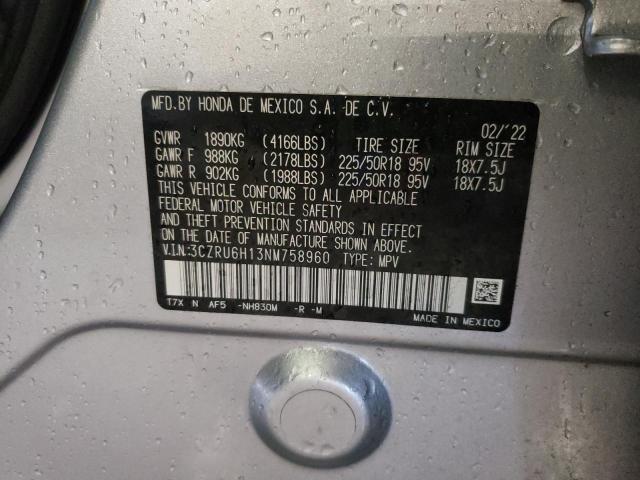 MFD.BY HONDA DE MEXICO S.A. DE C.V.
02/'22
GVWR 1890KG (4166LBS) TIRE SIZE RIM SIZE
GAWR F 988KG (2178LBS) 225/50R18 95V 18X7.5J
GAWR R 902KG (1988LBS) 225/50R18 95V 18X7.5J
THIS VEHICLE CONFORMS TO ALL APPLICABLE
FEDERAL MOTOR VEHICLE SAFETY
AND THEFT PREVENTION STANDARDS IN EFFECT
ON THE DATE OF MANUFACTURE SHOWN ABOVE.
V.I.N:3CZRU6H13NM758960 TYPE: MPV
T7X N AF5 -NH830M -R -M
MADE IN MEXICO